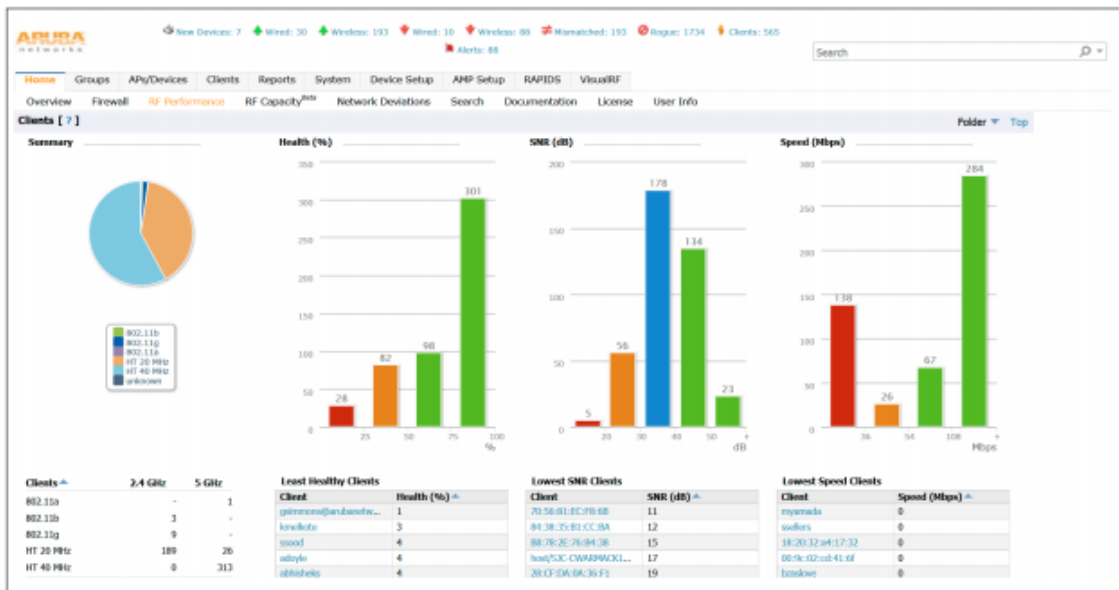 ARUBA
networks
New Devices: 7 Wired: 30 Wireless: 193 Wired: 10 Wireless: 88 Mismatched: 193 Rogue: 1734 Clients: 565
Alerts: 88
Search
Home Groups APs/Devices Clients Reports System Device Setup AMP Setup RAPIDS VisualRF
Overview Firewall RF Performance RF Capacity Beta Network Deviations Search Documentation License User Info
Clients [ ? ] Folder Top
Summary Health (%) SNR (dB) Speed (Mbps)
802.11b
802.11g
802.11a
HT 20 MHz
HT 40 MHz
unknown
350
300
250
200
150
100
50
0
28 82 98 301
25 50 75 100
%
200
150
100
50
0
5 56 178 134 23
20 30 40 50 +
dB
300
250
200
150
100
50
0
138 26 67 284
36 54 108 +
Mbps
Clients 2.4 GHz 5 GHz
802.11a - 1
802.11b 3 -
802.11g 9 -
HT 20 MHz 189 26
HT 40 MHz 0 313
Least Healthy Clients
Client Health (%)
1
kmelkote 3
ssood 4
adoyle 4
abhisheks 4
Lowest SNR Clients
Client SNR (dB)
70:56:81:EC:F8:6B 11
84:38:35:B1:CC:BA 12
88:78:2E:76:B4:38 15
host/SJC-CWARMACKI... 17
28:CF:DA:0A:36:F1 19
Lowest Speed Clients
Client Speed (Mbps)
myamada 0
ssellers 0
18:20:32:a4:17:32 0
00:9c:02:cd:41:6f 0
0